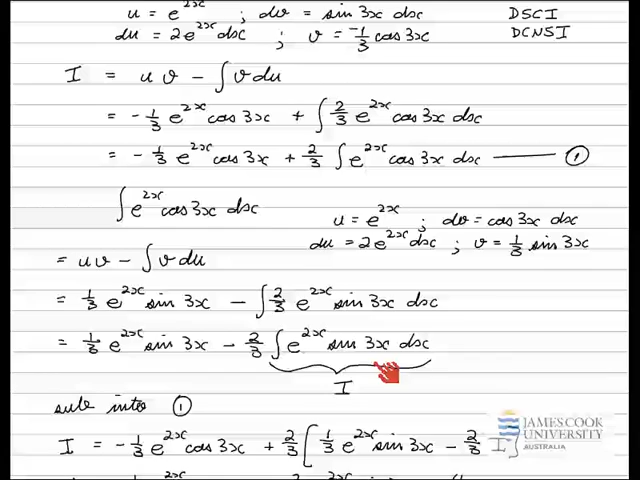 u = e^{2x} ; dv = sin 3x dx DSCI
du = 2e^{2x} dx ; v = -1/3 cos 3x DCNSI
I = uv - ∫ v du
= -1/3 e^{2x} cos 3x + ∫ 2/3 e^{2x} cos 3x dx
= -1/3 e^{2x} cos 3x + 2/3 ∫ e^{2x} cos 3x dx —— ①
∫ e^{2x} cos 3x dx
u = e^{2x} ; dv = cos 3x dx
du = 2e^{2x} dx ; v = 1/3 sin 3x
= uv - ∫ v du
= 1/3 e^{2x} sin 3x - ∫ 2/3 e^{2x} sin 3x dx
= 1/3 e^{2x} sin 3x - 2/3 ∫ e^{2x} sin 3x dx
I
sub into ①
I = -1/3 e^{2x} cos 3x + 2/3 [ 1/3 e^{2x} sin 3x - 2/3 I ]
JAMES COOK
UNIVERSITY
AUSTRALIA